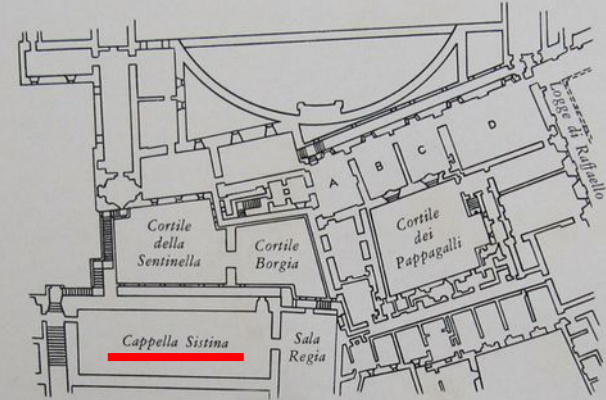 Logge di Raffaello
A
B
C
D
Cortile
della
Sentinella
Cortile
Borgia
Cortile
dei
Pappagalli
Cappella Sistina
Sala
Regia